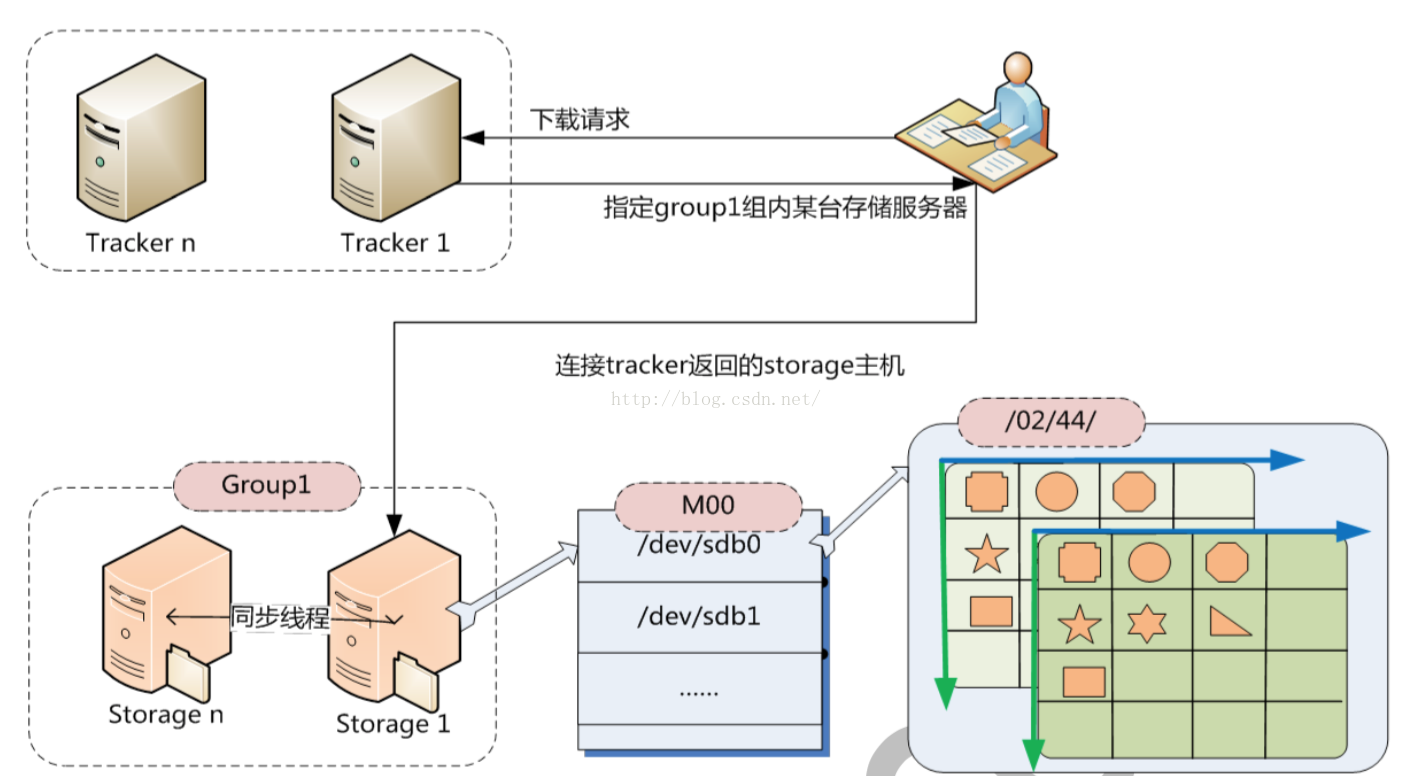 下载请求
指定group1组内某台存储服务器
Tracker n
Tracker 1
连接tracker返回的storage主机
http://blog.csdn.net/
/02/44/
Group1
M00
/dev/sdb0
同步线程
/dev/sdb1
......
Storage n
Storage 1